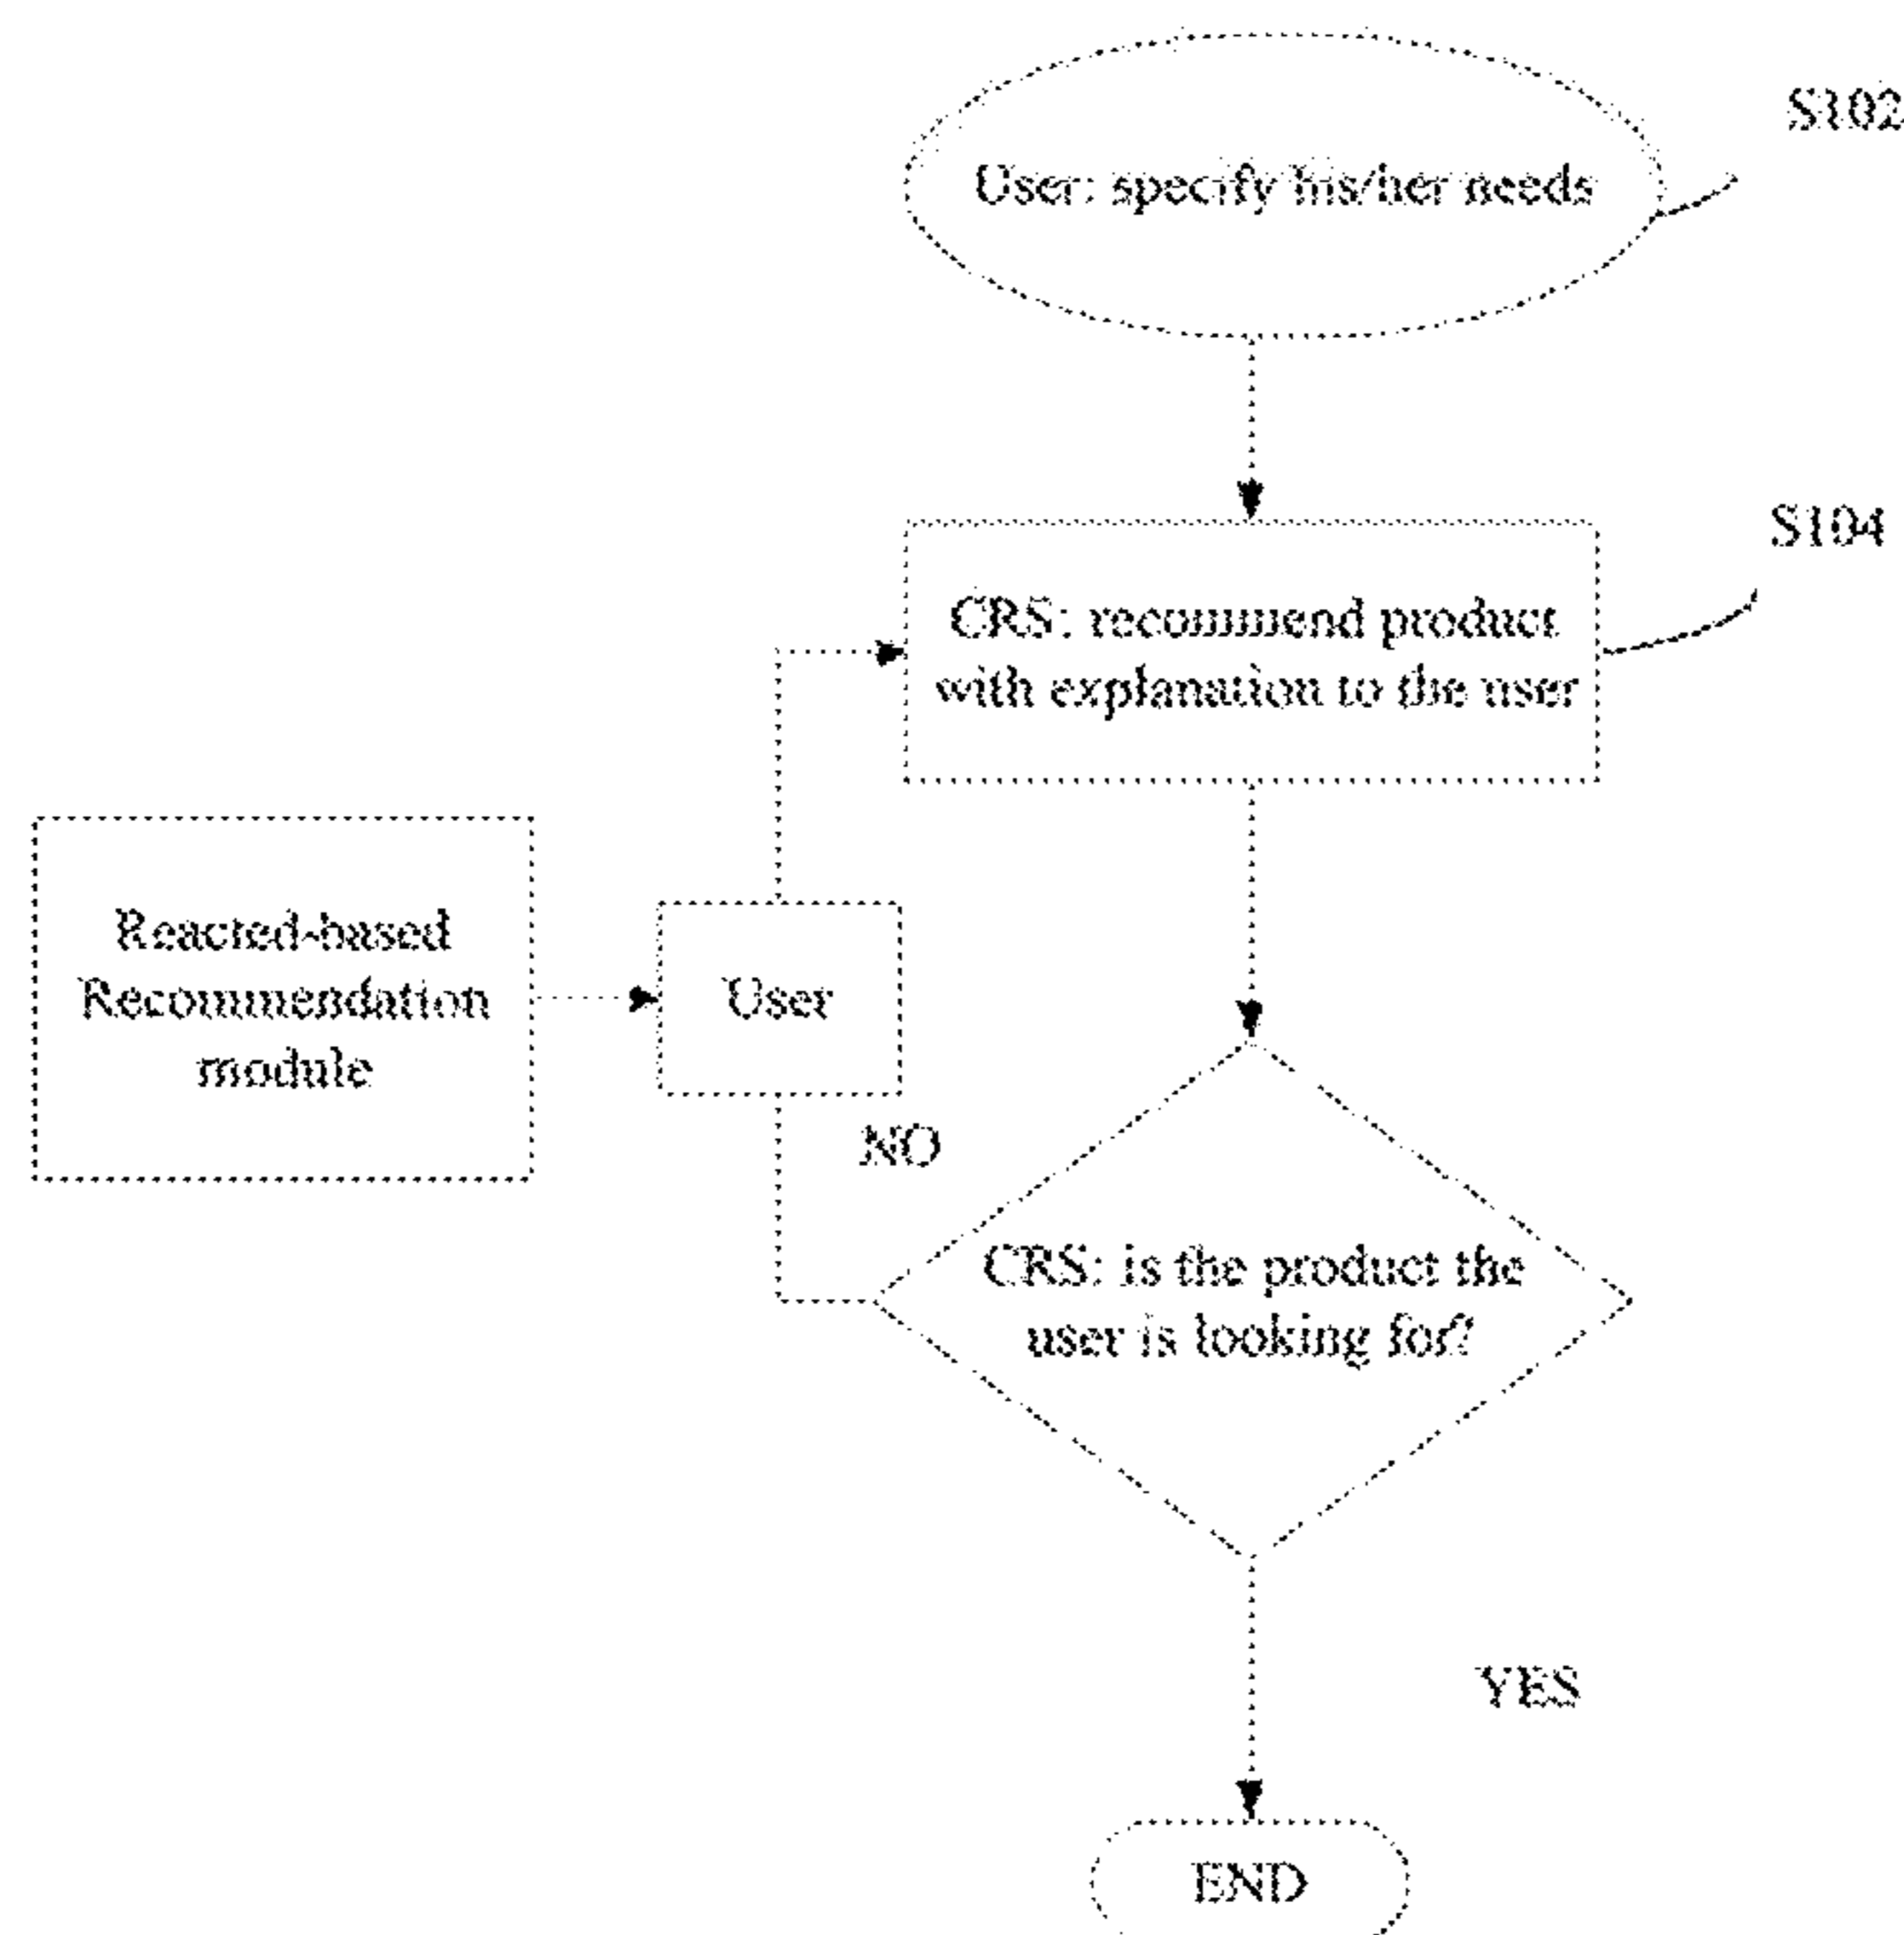 S102
User: specify his/her needs
S104
CRS: recommend product
with explanation to the user
Reacted-based
Recommendation
module
User
NO
CRS: is the product the
user is looking for?
YES
END